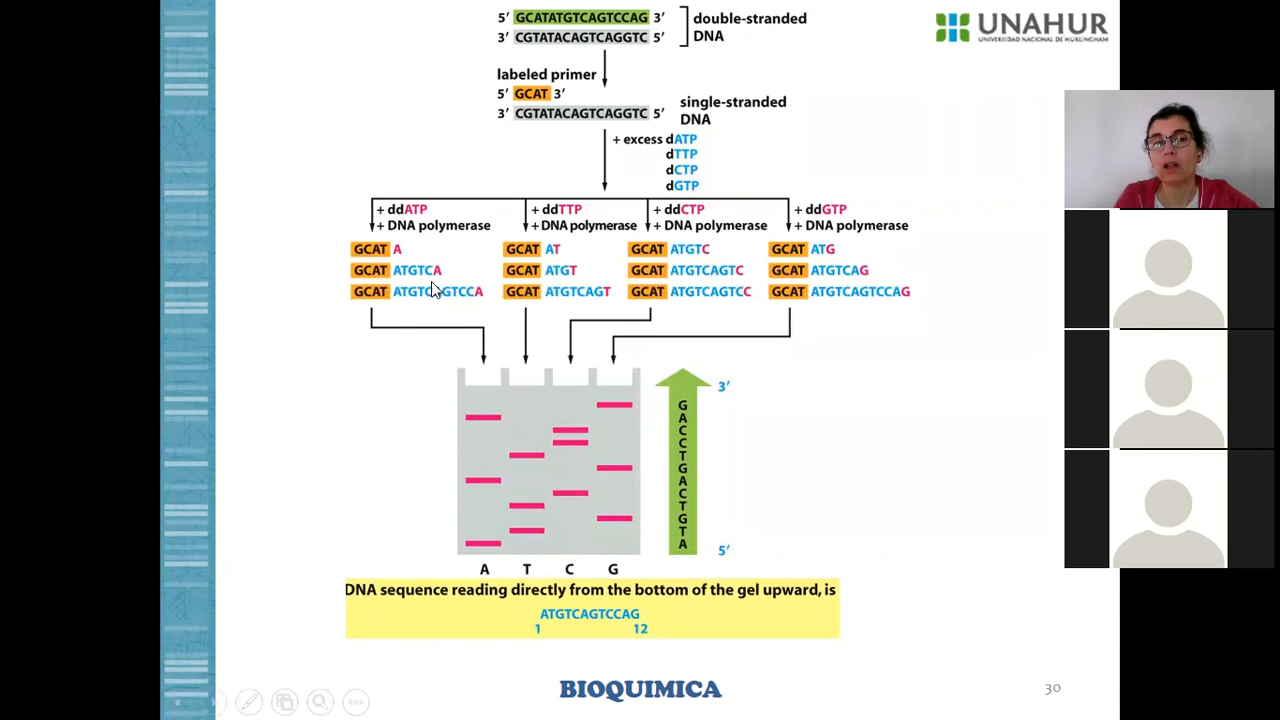 5′ GCATATGTCAGTCCAG 3′
3′ CGTATACAGTCAGGTC 5′
double-stranded
DNA
UNAHUR
UNIVERSIDAD NACIONAL DE HURLINGHAM
labeled primer
5′ GCAT 3′
3′ CGTATACAGTCAGGTC 5′
single-stranded
DNA
+ excess dATP
dTTP
dCTP
dGTP
+ ddATP
+ DNA polymerase
GCAT A
GCAT ATGTCA
GCAT ATGTCAGTCCA
+ ddTTP
+ DNA polymerase
GCAT AT
GCAT ATGT
GCAT ATGTCAGT
+ ddCTP
+ DNA polymerase
GCAT ATGTC
GCAT ATGTCAGTC
GCAT ATGTCAGTCC
+ ddGTP
+ DNA polymerase
GCAT ATG
GCAT ATGTCAG
GCAT ATGTCAGTCCAG
3′
G
A
C
C
T
G
A
C
T
G
T
A
5′
A T C G
DNA sequence reading directly from the bottom of the gel upward, is
ATGTCAGTCCAG
1 12
BIOQUIMICA
30